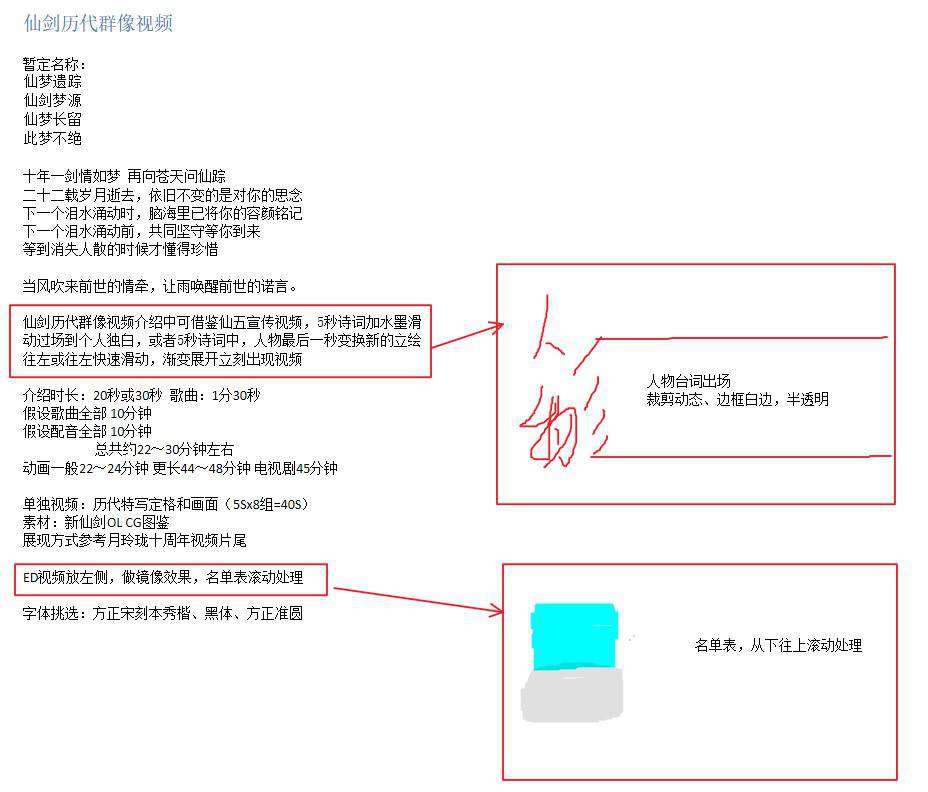 仙剑历代群像视频
暂定名称：
仙梦遗踪
仙剑梦源
仙梦长留
此梦不绝
十年一剑情如梦 再向苍天问仙踪
二十二载岁月逝去，依旧不变的是对你的思念
下一个泪水涌动时，脑海里已将你的容颜铭记
下一个泪水涌动前，共同坚守等你到来
等到消失人散的时候才懂得珍惜
当风吹来前世的情牵，让雨唤醒前世的诺言。
仙剑历代群像视频介绍中可借鉴仙五宣传视频，5秒诗词加水墨滑
动过场到个人独白，或者5秒诗词中，人物最后一秒变换新的立绘
往左或往左快速滑动，渐变展开立刻出现视频
介绍时长：20秒或30秒 歌曲：1分30秒
假设歌曲全部 10分钟
假设配音全部 10分钟
总共约22～30分钟左右
动画一般22～24分钟 更长44～48分钟 电视剧45分钟
单独视频：历代特写定格和画面（5Sx8组=40S）
素材：新仙剑OL CG图鉴
展现方式参考月玲珑十周年视频片尾
ED视频放左侧，做镜像效果，名单表滚动处理
字体挑选：方正宋刻本秀楷、黑体、方正准圆
人
物
人物台词出场
裁剪动态、边框白边，半透明
名单表，从下往上滚动处理